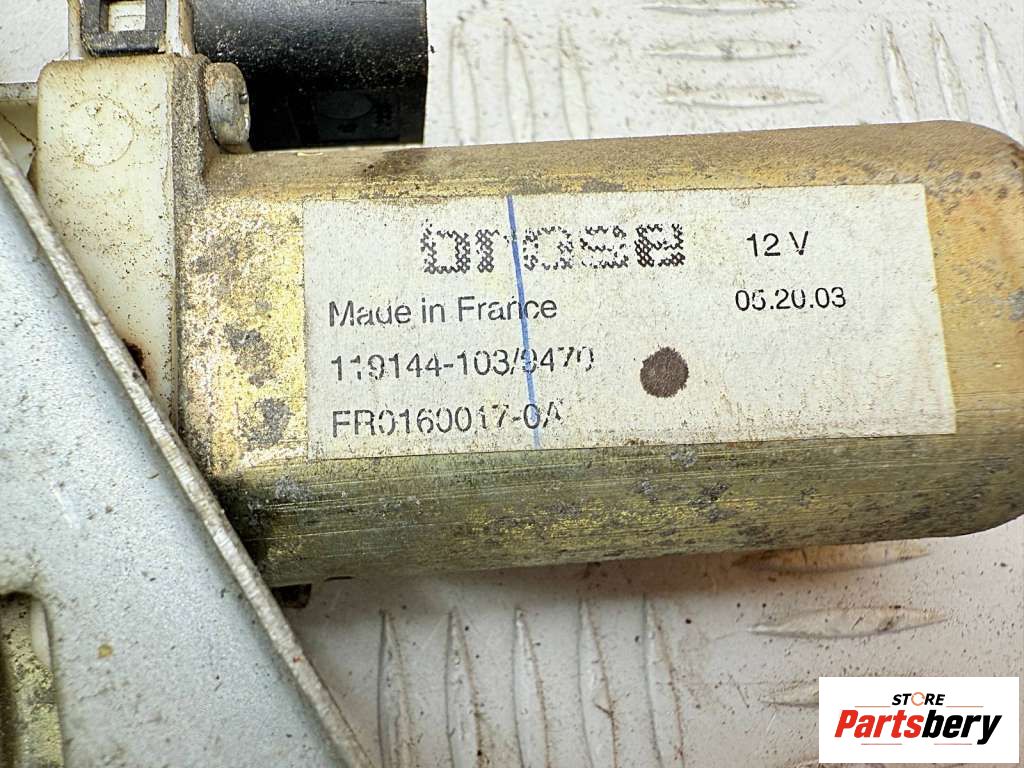 brose 12 V
Made in France 05.20.03
119144-103/9470
FR0160017-0A
STORE
Partsbery